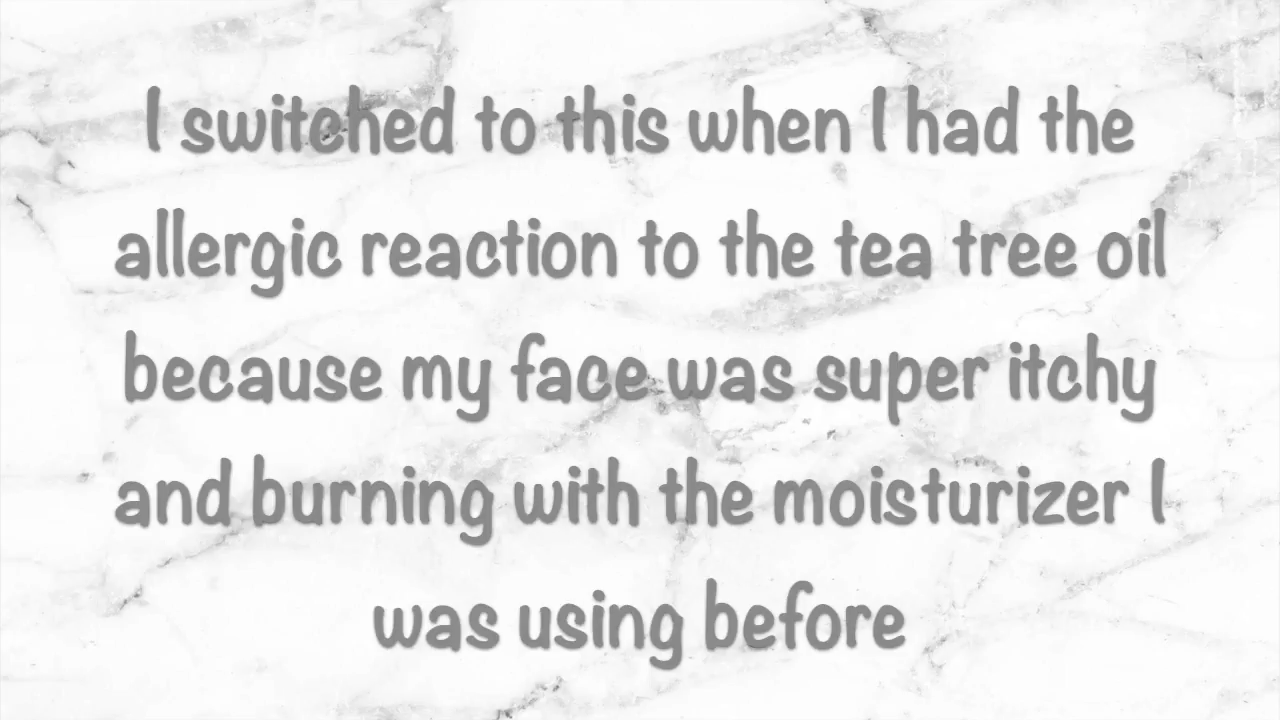 I switched to this when I had the
allergic reaction to the tea tree oil
because my face was super itchy
and burning with the moisturizer I
was using before